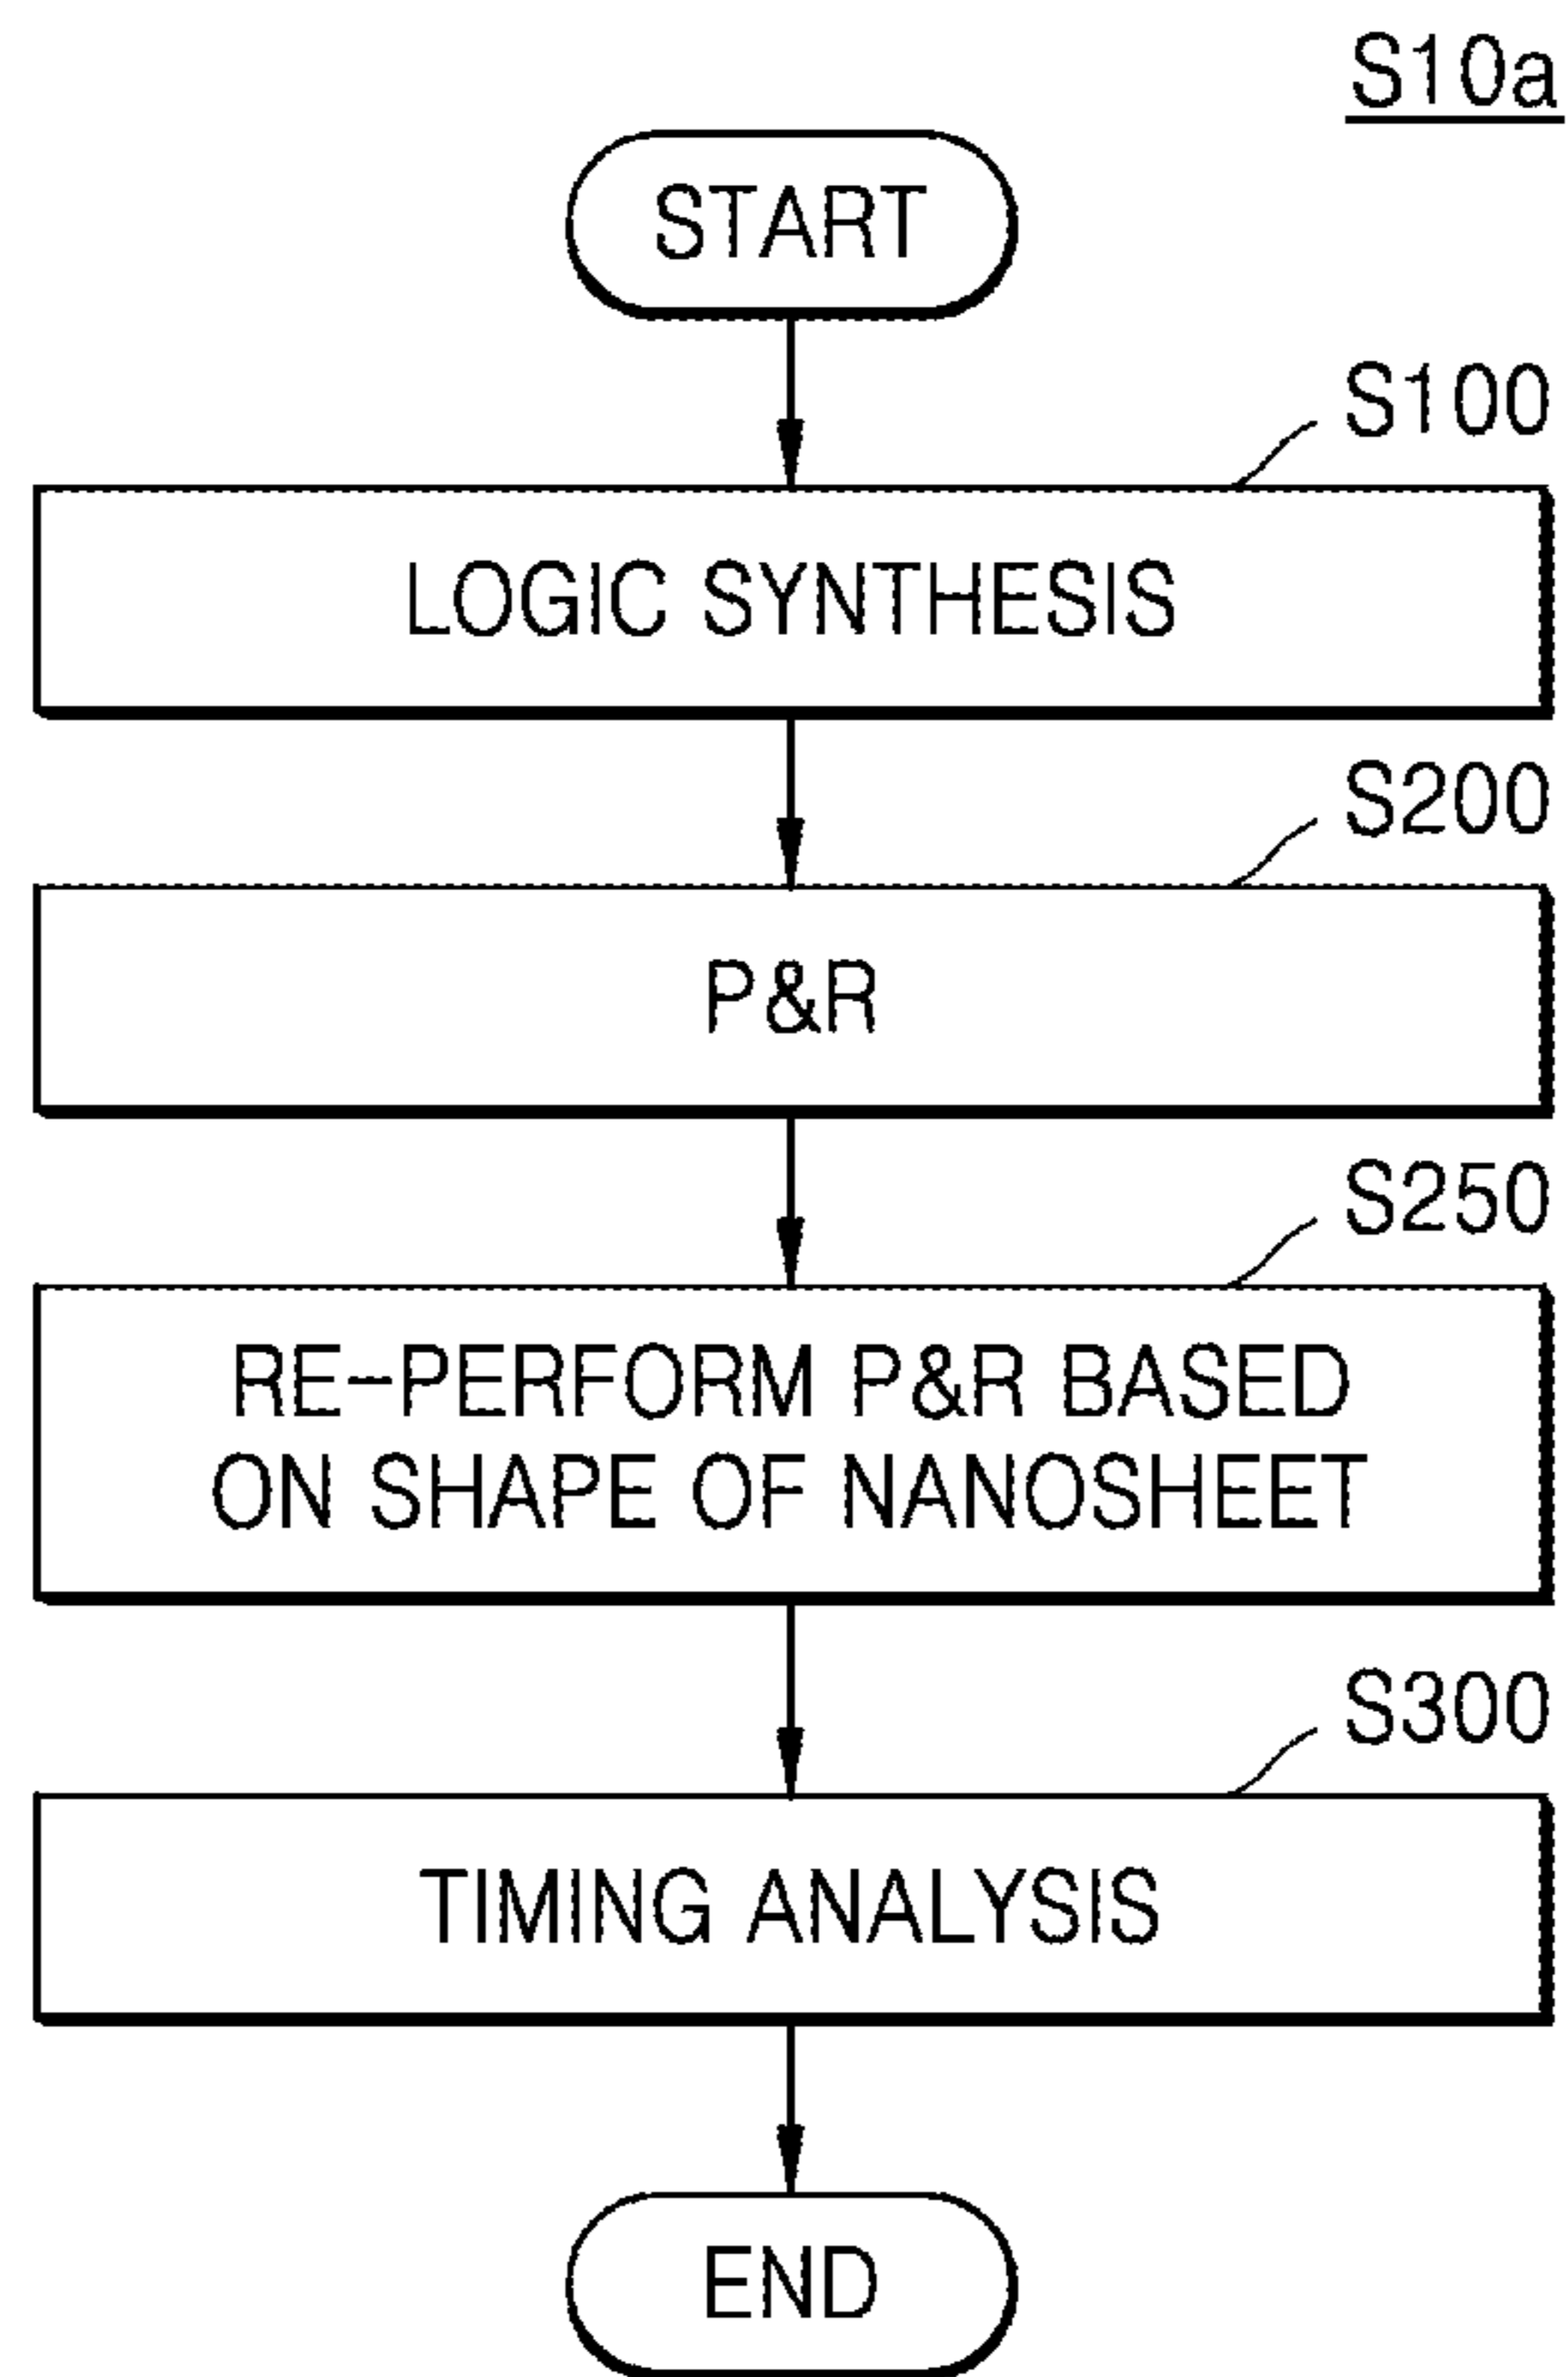 S10a
START
S100
LOGIC SYNTHESIS
S200
P&R
S250
RE-PERFORM P&R BASED
ON SHAPE OF NANOSHEET
S300
TIMING ANALYSIS
END